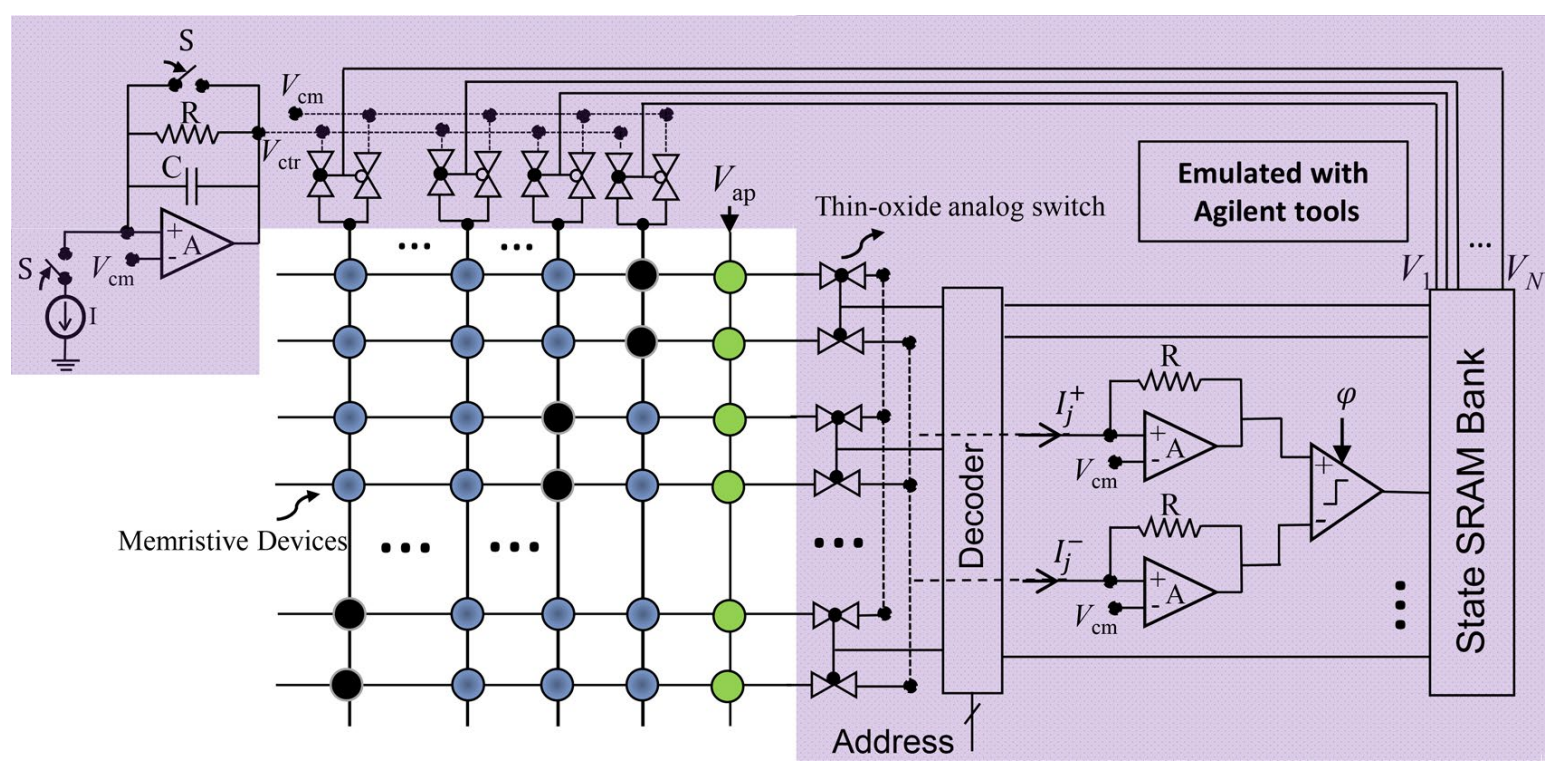 S
V_cm
R
V_ctr
C
V_ap
+
A
-
S
V_cm
I
Thin-oxide analog switch
Emulated with
Agilent tools
...
V_1
V_N
...
...
Memristive Devices
...
...
...
Decoder
Address
I_j^+
R
+
A
-
V_cm
I_j^-
R
+
A
-
V_cm
φ
+
-
...
State SRAM Bank